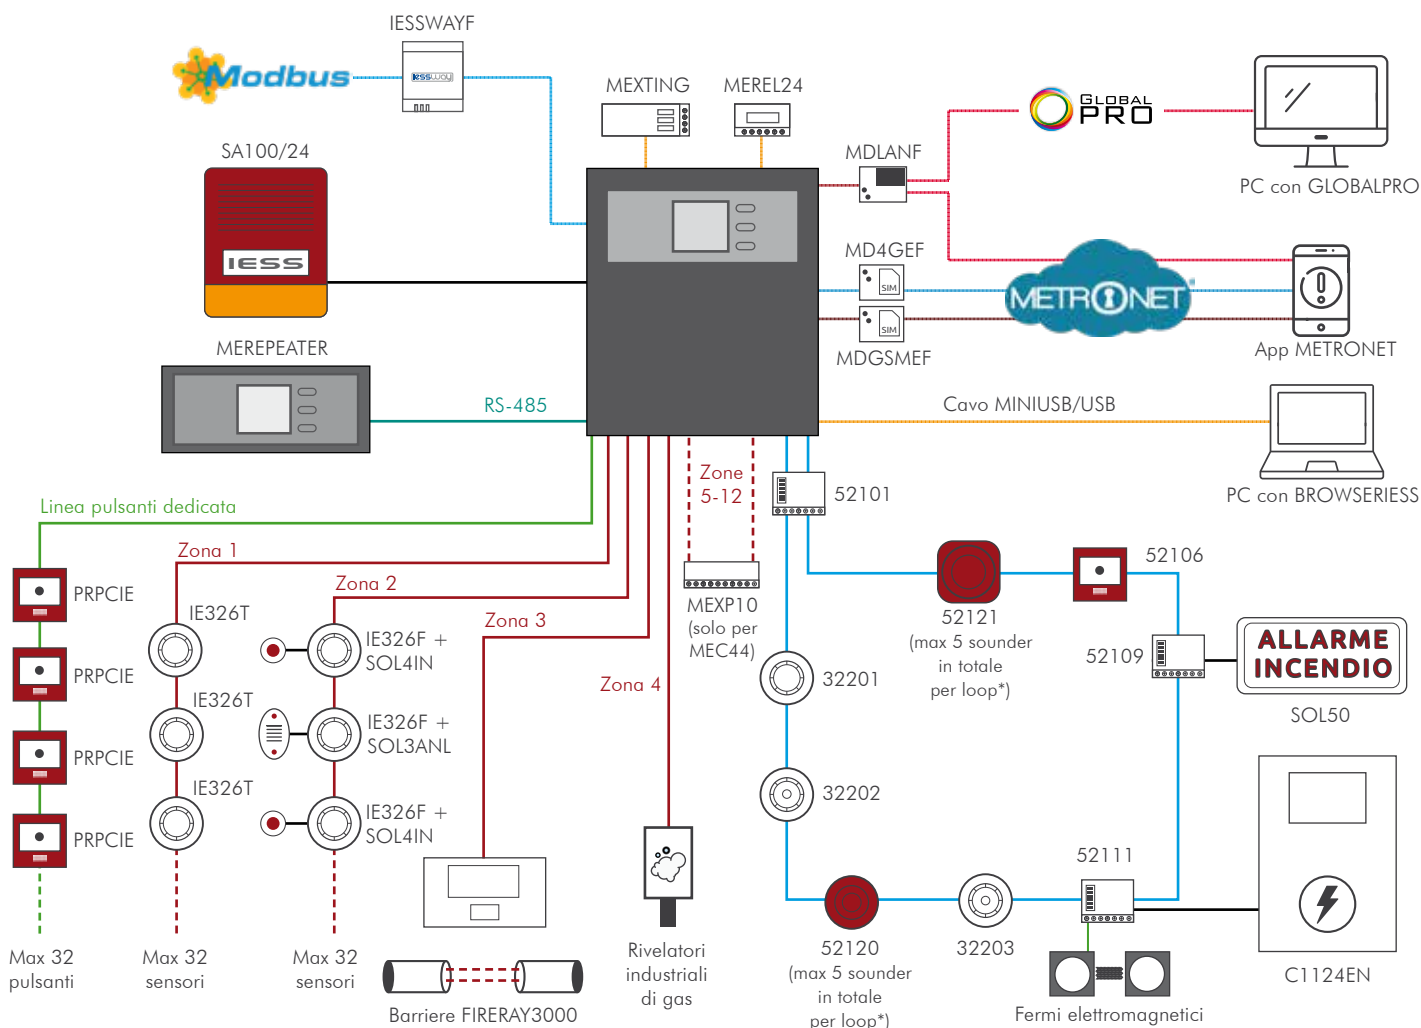 IESSWAYF
Modbus
IESSWAY
MEXTING
MEREL24
GLOBAL
PRO
SA100/24
MDLANF
PC con GLOBALPRO
IESS
MD4GEF
SIM
METRONET®
SIM
MDGSMEF
App METRONET
MEREPEATER
RS-485
Cavo MINIUSB/USB
PC con BROWSERIESS
Linea pulsanti dedicata
Zone
5-12
52101
Zona 1
Zona 2
Zona 3
Zona 4
PRPCIE
PRPCIE
PRPCIE
PRPCIE
IE326T
IE326T
IE326T
IE326F +
SOL4IN
IE326F +
SOL3ANL
IE326F +
SOL4IN
MEXP10
(solo per
MEC44)
52121
(max 5 sounder
in totale
per loop*)
52106
52109
ALLARME
INCENDIO
SOL50
32201
32202
52111
52120
(max 5 sounder
in totale
per loop*)
32203
C1124EN
Fermi elettromagnetici
Max 32
pulsanti
Max 32
sensori
Max 32
sensori
Barriere FIRERAY3000
Rivelatori
industriali
di gas